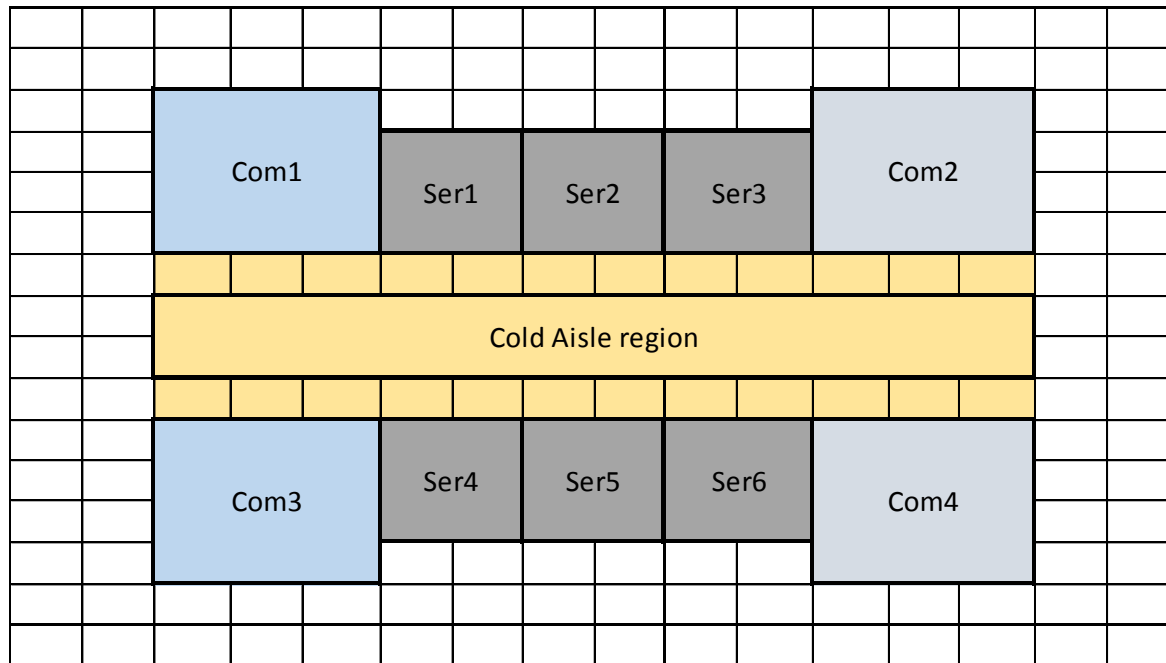 Com1
Ser1
Ser2
Ser3
Com2
Cold Aisle region
Com3
Ser4
Ser5
Ser6
Com4